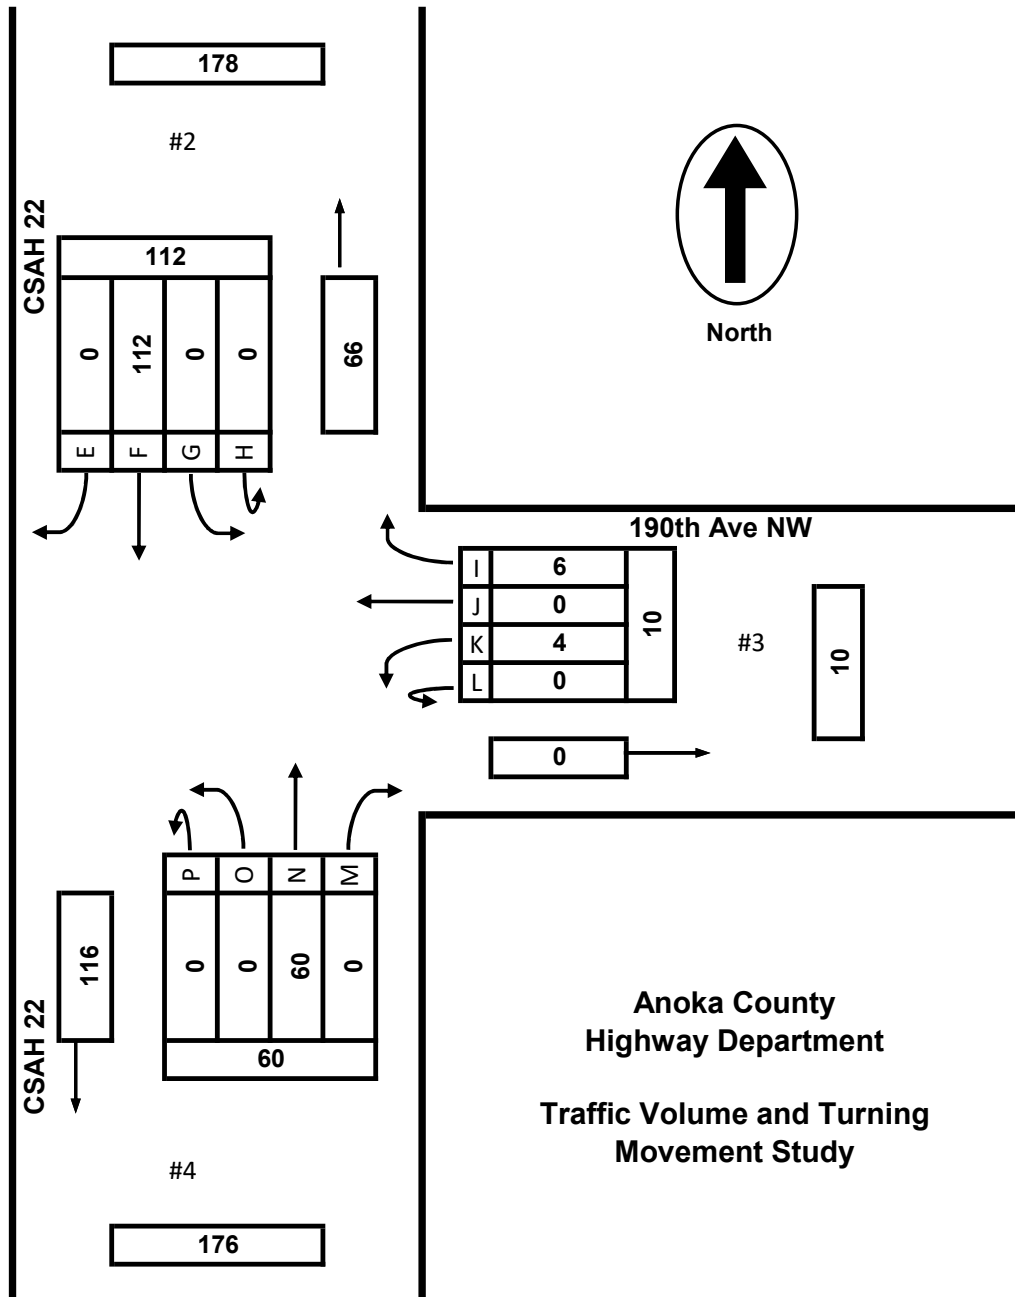 178
#2
CSAH 22
112
0
112
0
0
66
E
F
G
H
North
190th Ave NW
I
6
J
0
K
4
L
0
10
#3
10
0
P
O
N
M
0
0
60
0
60
116
CSAH 22
#4
176
Anoka County
Highway Department
Traffic Volume and Turning
Movement Study